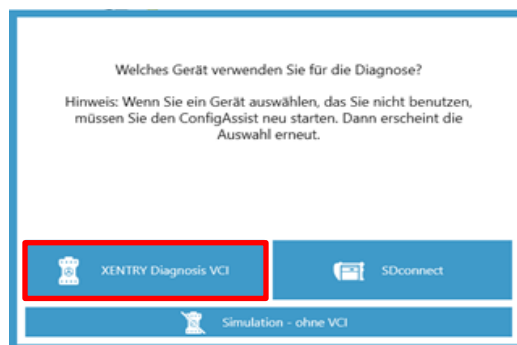 Welches Gerät verwenden Sie für die Diagnose?
Hinweis: Wenn Sie ein Gerät auswählen, das Sie nicht benutzen,
müssen Sie den ConfigAssist neu starten. Dann erscheint die
Auswahl erneut.
XENTRY Diagnosis VCI
SDconnect
Simulation - ohne VCI